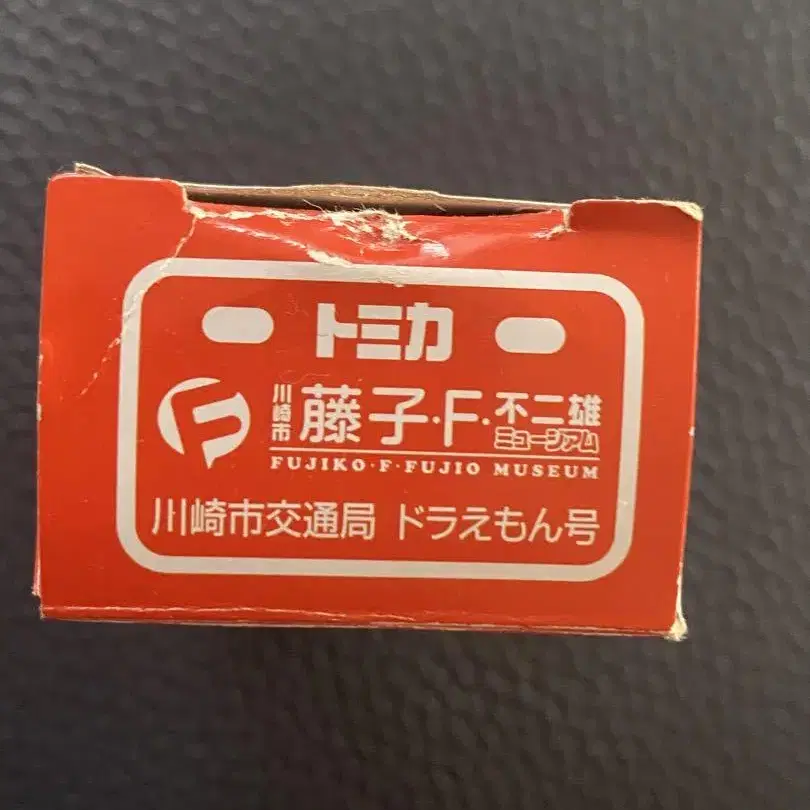 トミカ
川崎市 藤子·F·不二雄 ミュージアム
FUJIKO·F·FUJIO MUSEUM
川崎市交通局 ドラえもん号